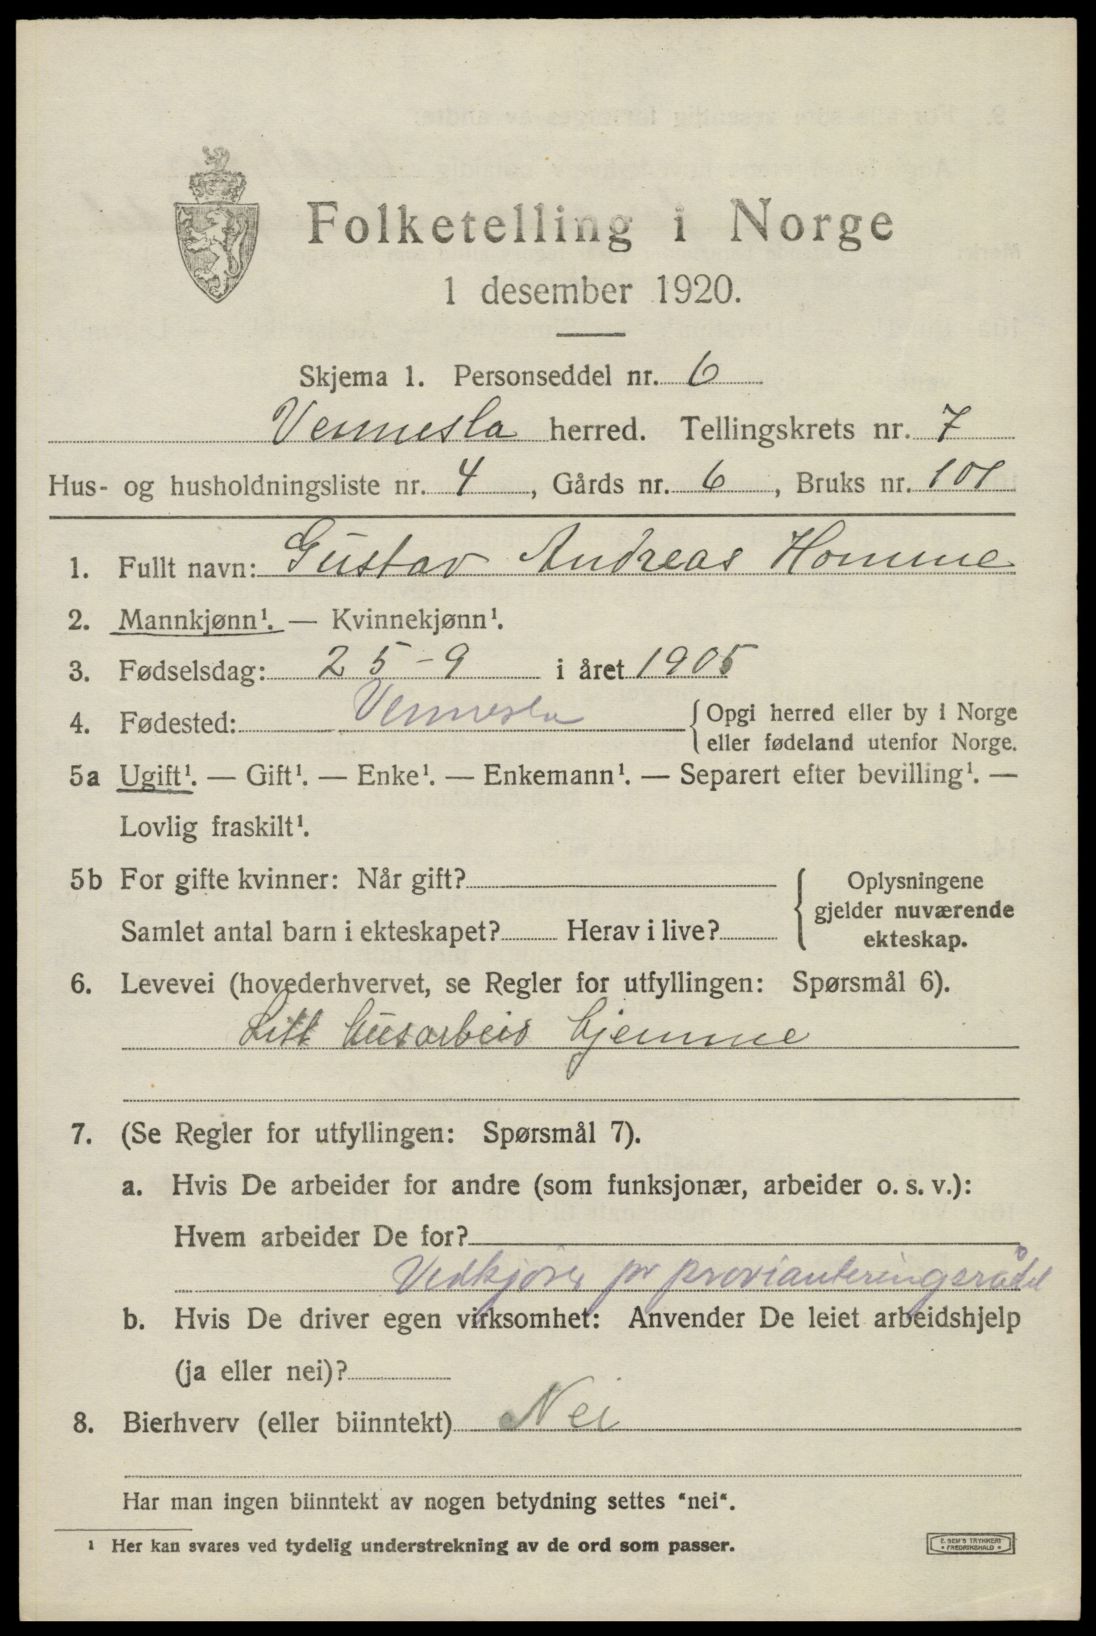 Folketelling i Norge
1 desember 1920.
Skjema 1. Personseddel nr. 6
Vennesla herred. Tellingskrets nr. 7
Hus- og husholdningsliste nr. 4, Gårds nr. 6, Bruks nr. 101
1. Fullt navn: Gustav Andreas Homme
2. Mannkjønn¹. — Kvinnekjønn¹.
3. Fødselsdag: 25-9 i året 1905
4. Fødested: Vennesla {Opgi herred eller by i Norge
eller fødeland utenfor Norge.
5a Ugift¹. — Gift¹. — Enke¹. — Enkemann¹. — Separert efter bevilling¹. —
Lovlig fraskilt¹.
5b For gifte kvinner: Når gift?
Samlet antal barn i ekteskapet? Herav i live?
{Oplysningene
gjelder nuværende
ekteskap.
6. Levevei (hovederhvervet, se Regler for utfyllingen: Spørsmål 6).
Litt husarbeid hjemme
7. (Se Regler for utfyllingen: Spørsmål 7).
a. Hvis De arbeider for andre (som funksjonær, arbeider o. s. v.):
Hvem arbeider De for?
Vedkjører pr provianteringsrådet
b. Hvis De driver egen virksomhet: Anvender De leiet arbeidshjelp
(ja eller nei)?
8. Bierhverv (eller biinntekt) Nei
Har man ingen biinntekt av nogen betydning settes "nei".
¹ Her kan svares ved tydelig understrekning av de ord som passer.
E. SEM'S TRYKKERI
• FREDRIKSHALD •